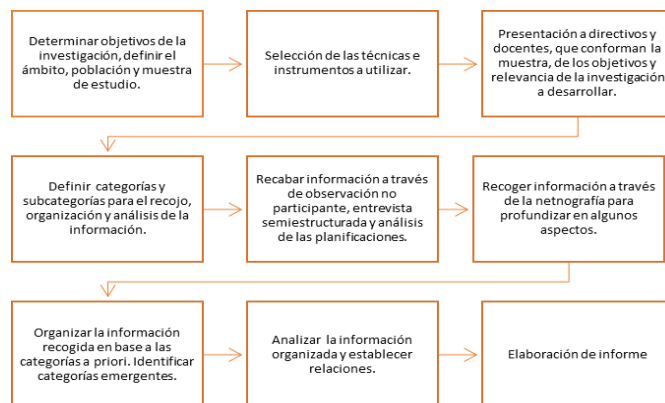 Determinar objetivos de la
investigación, definir el
ámbito, población y muestra
de estudio.
Selección de las técnicas e
instrumentos a utilizar.
Presentación a directivos y
docentes, que conforman la
muestra, de los objetivos y
relevancia de la investigación
a desarrollar.
Definir categorías y
subcategorías para el recojo,
organización y análisis de la
información.
Recabar información a través
de observación no
participante, entrevista
semiestructurada y análisis
de las planificaciones.
Recoger información a través
de la netnografía para
profundizar en algunos
aspectos.
Organizar la información
recogida en base a las
categorías a priori. Identificar
categorías emergentes.
Analizar la información
organizada y establecer
relaciones.
Elaboración de informe